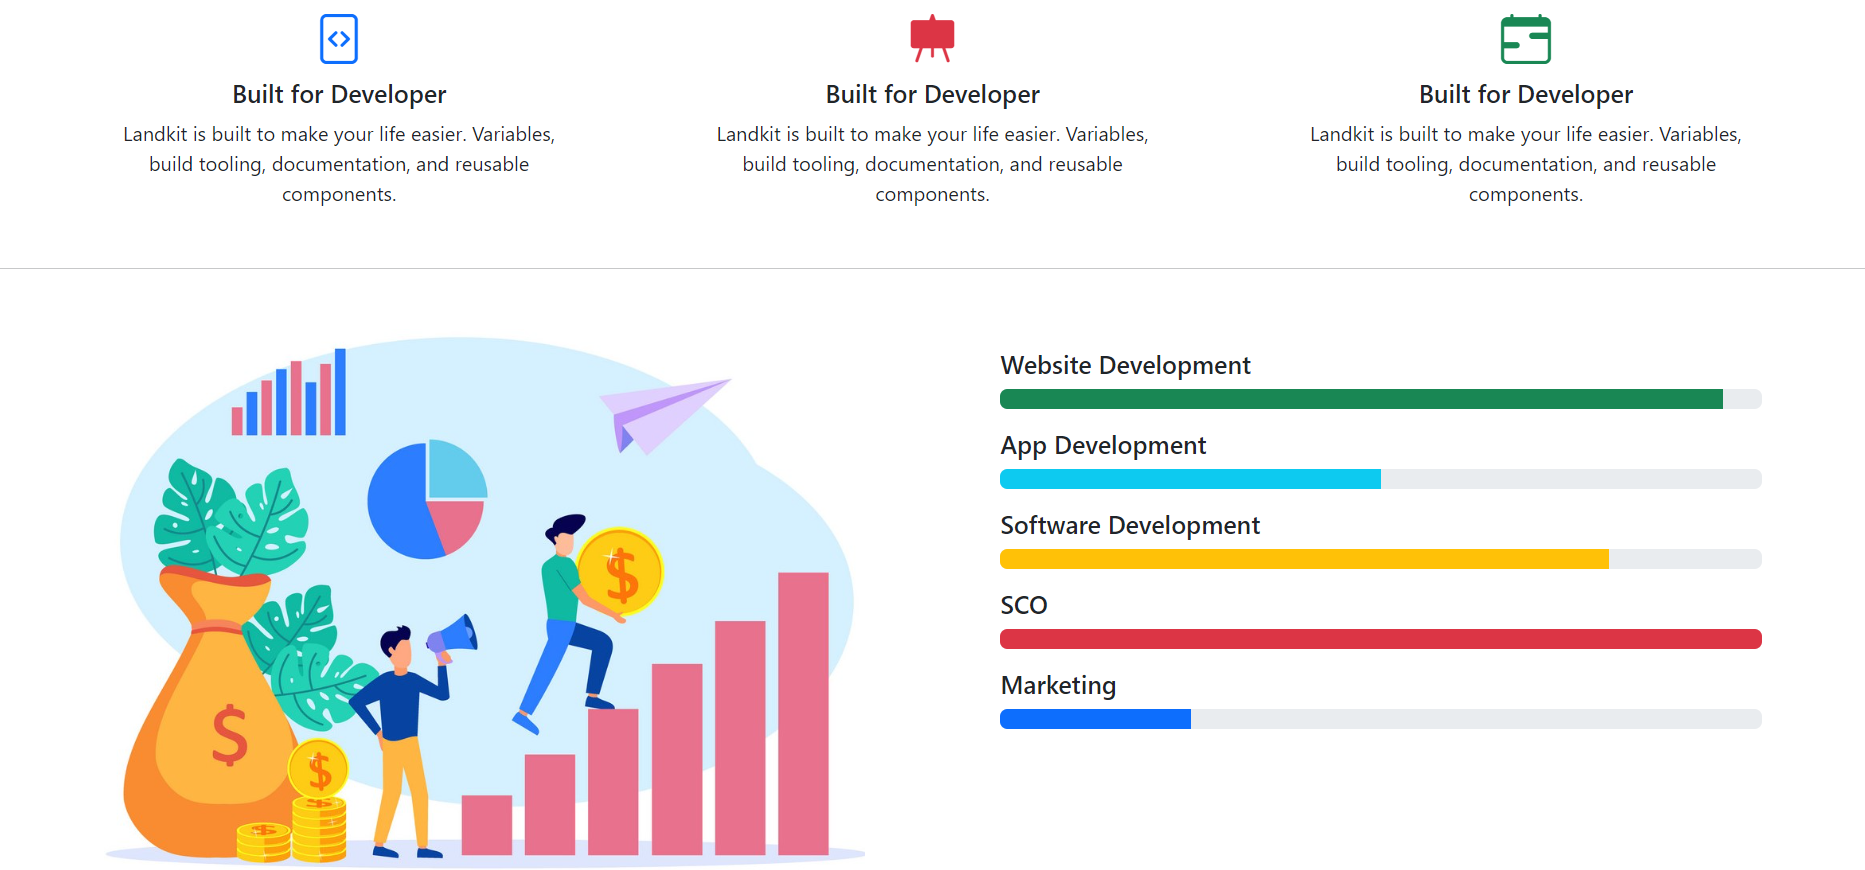 Built for Developer
Landkit is built to make your life easier. Variables,
build tooling, documentation, and reusable
components.
Built for Developer
Landkit is built to make your life easier. Variables,
build tooling, documentation, and reusable
components.
Built for Developer
Landkit is built to make your life easier. Variables,
build tooling, documentation, and reusable
components.
$
$
$
$
$
Website Development
App Development
Software Development
SCO
Marketing